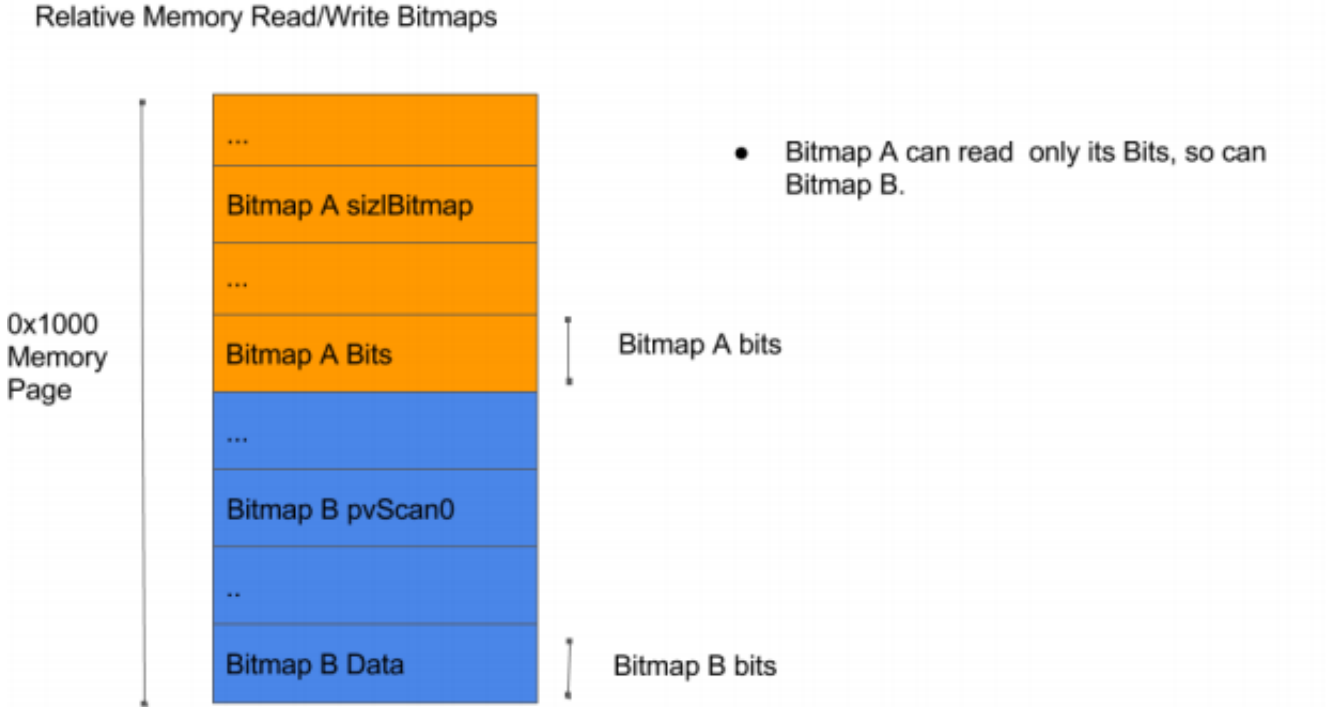 Relative Memory Read/Write Bitmaps
...
Bitmap A sizlBitmap
...
Bitmap A Bits
...
Bitmap B pvScan0
..
Bitmap B Data
0x1000
Memory
Page
Bitmap A bits
Bitmap B bits
● Bitmap A can read only its Bits, so can
Bitmap B.